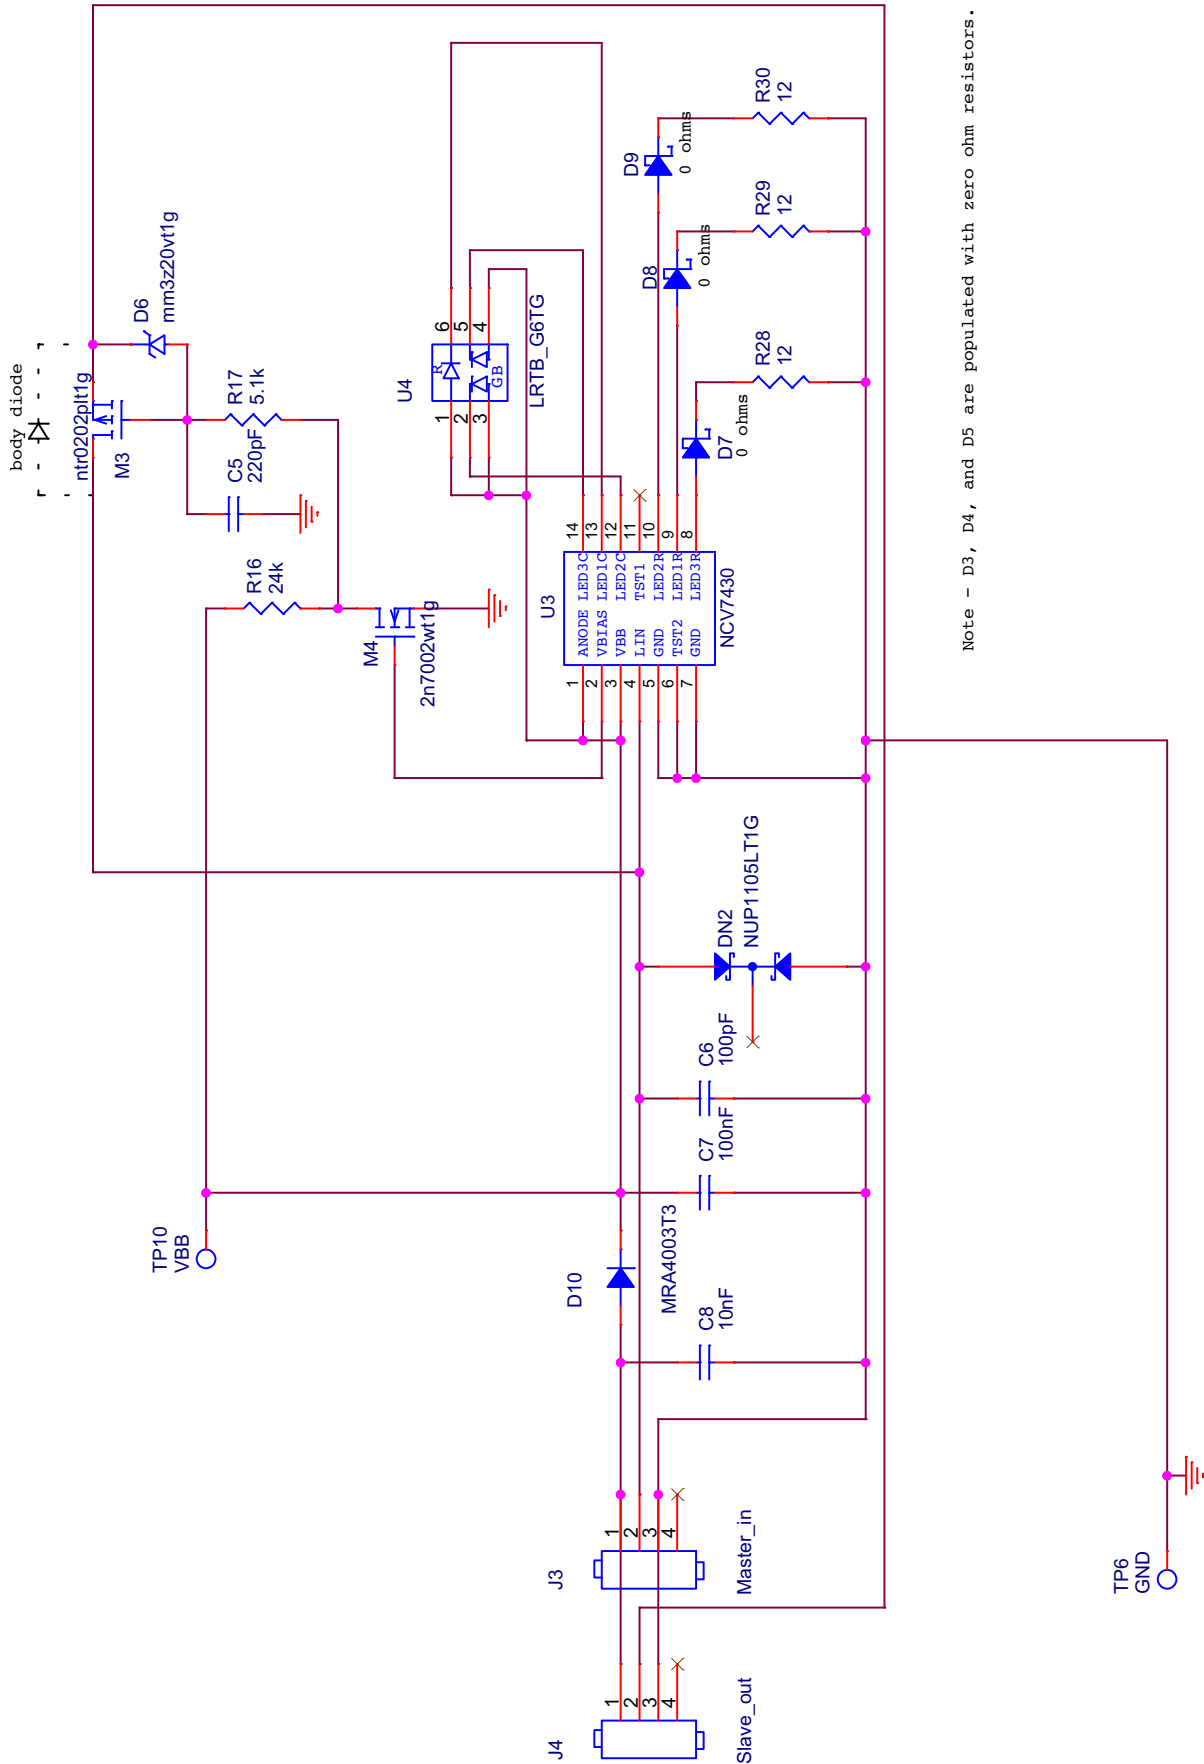 body diode
ntr0202plt1g
M3
D6
mm3z20vt1g
R17
5.1k
C5
220pF
R16
24k
M4
2n7002wt1g
TP10
VBB
U4
LRTB_G6TG
1
2
3
6
5
4
R
GB
U3
NCV7430
1
2
3
4
5
6
7
14
13
12
11
10
9
8
ANODE LED3C
VBIAS LED1C
VBB LED2C
LIN TST1
GND LED2R
TST2 LED1R
GND LED3R
D9
0 ohms
D8
0 ohms
D7
0 ohms
R30
12
R29
12
R28
12
DN2
NUP1105LT1G
C6
100pF
C7
100nF
D10
MRA4003T3
C8
10nF
J3
1
2
3
4
Master_in
J4
1
2
3
4
Slave_out
TP6
GND
Note - D3, D4, and D5 are populated with zero ohm resistors.